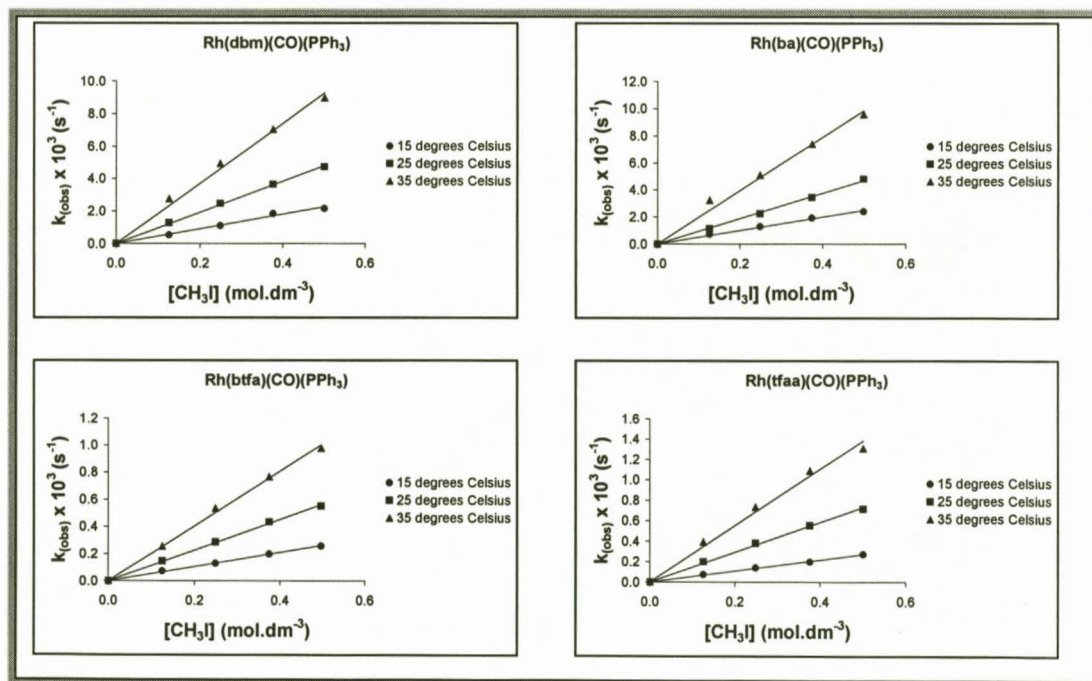 Rh(dbm)(CO)(PPh₃)
k₍obs₎ x 10³ (s⁻¹)
10.0
8.0
6.0
4.0
2.0
0.0
0.0 0.2 0.4 0.6
[CH₃I] (mol.dm⁻³)
15 degrees Celsius
25 degrees Celsius
35 degrees Celsius
Rh(ba)(CO)(PPh₃)
k₍obs₎ x 10³ (s⁻¹)
12.0
10.0
8.0
6.0
4.0
2.0
0.0
0.0 0.2 0.4 0.6
[CH₃I] (mol.dm⁻³)
15 degrees Celsius
25 degrees Celsius
35 degrees Celsius
Rh(btfa)(CO)(PPh₃)
k₍obs₎ x 10³ (s⁻¹)
1.2
1.0
0.8
0.6
0.4
0.2
0.0
0.0 0.2 0.4 0.6
[CH₃I] (mol.dm⁻³)
15 degrees Celsius
25 degrees Celsius
35 degrees Celsius
Rh(tfaa)(CO)(PPh₃)
k₍obs₎ x 10³ (s⁻¹)
1.6
1.4
1.2
1.0
0.8
0.6
0.4
0.2
0.0
0.0 0.2 0.4 0.6
[CH₃I] (mol.dm⁻³)
15 degrees Celsius
25 degrees Celsius
35 degrees Celsius